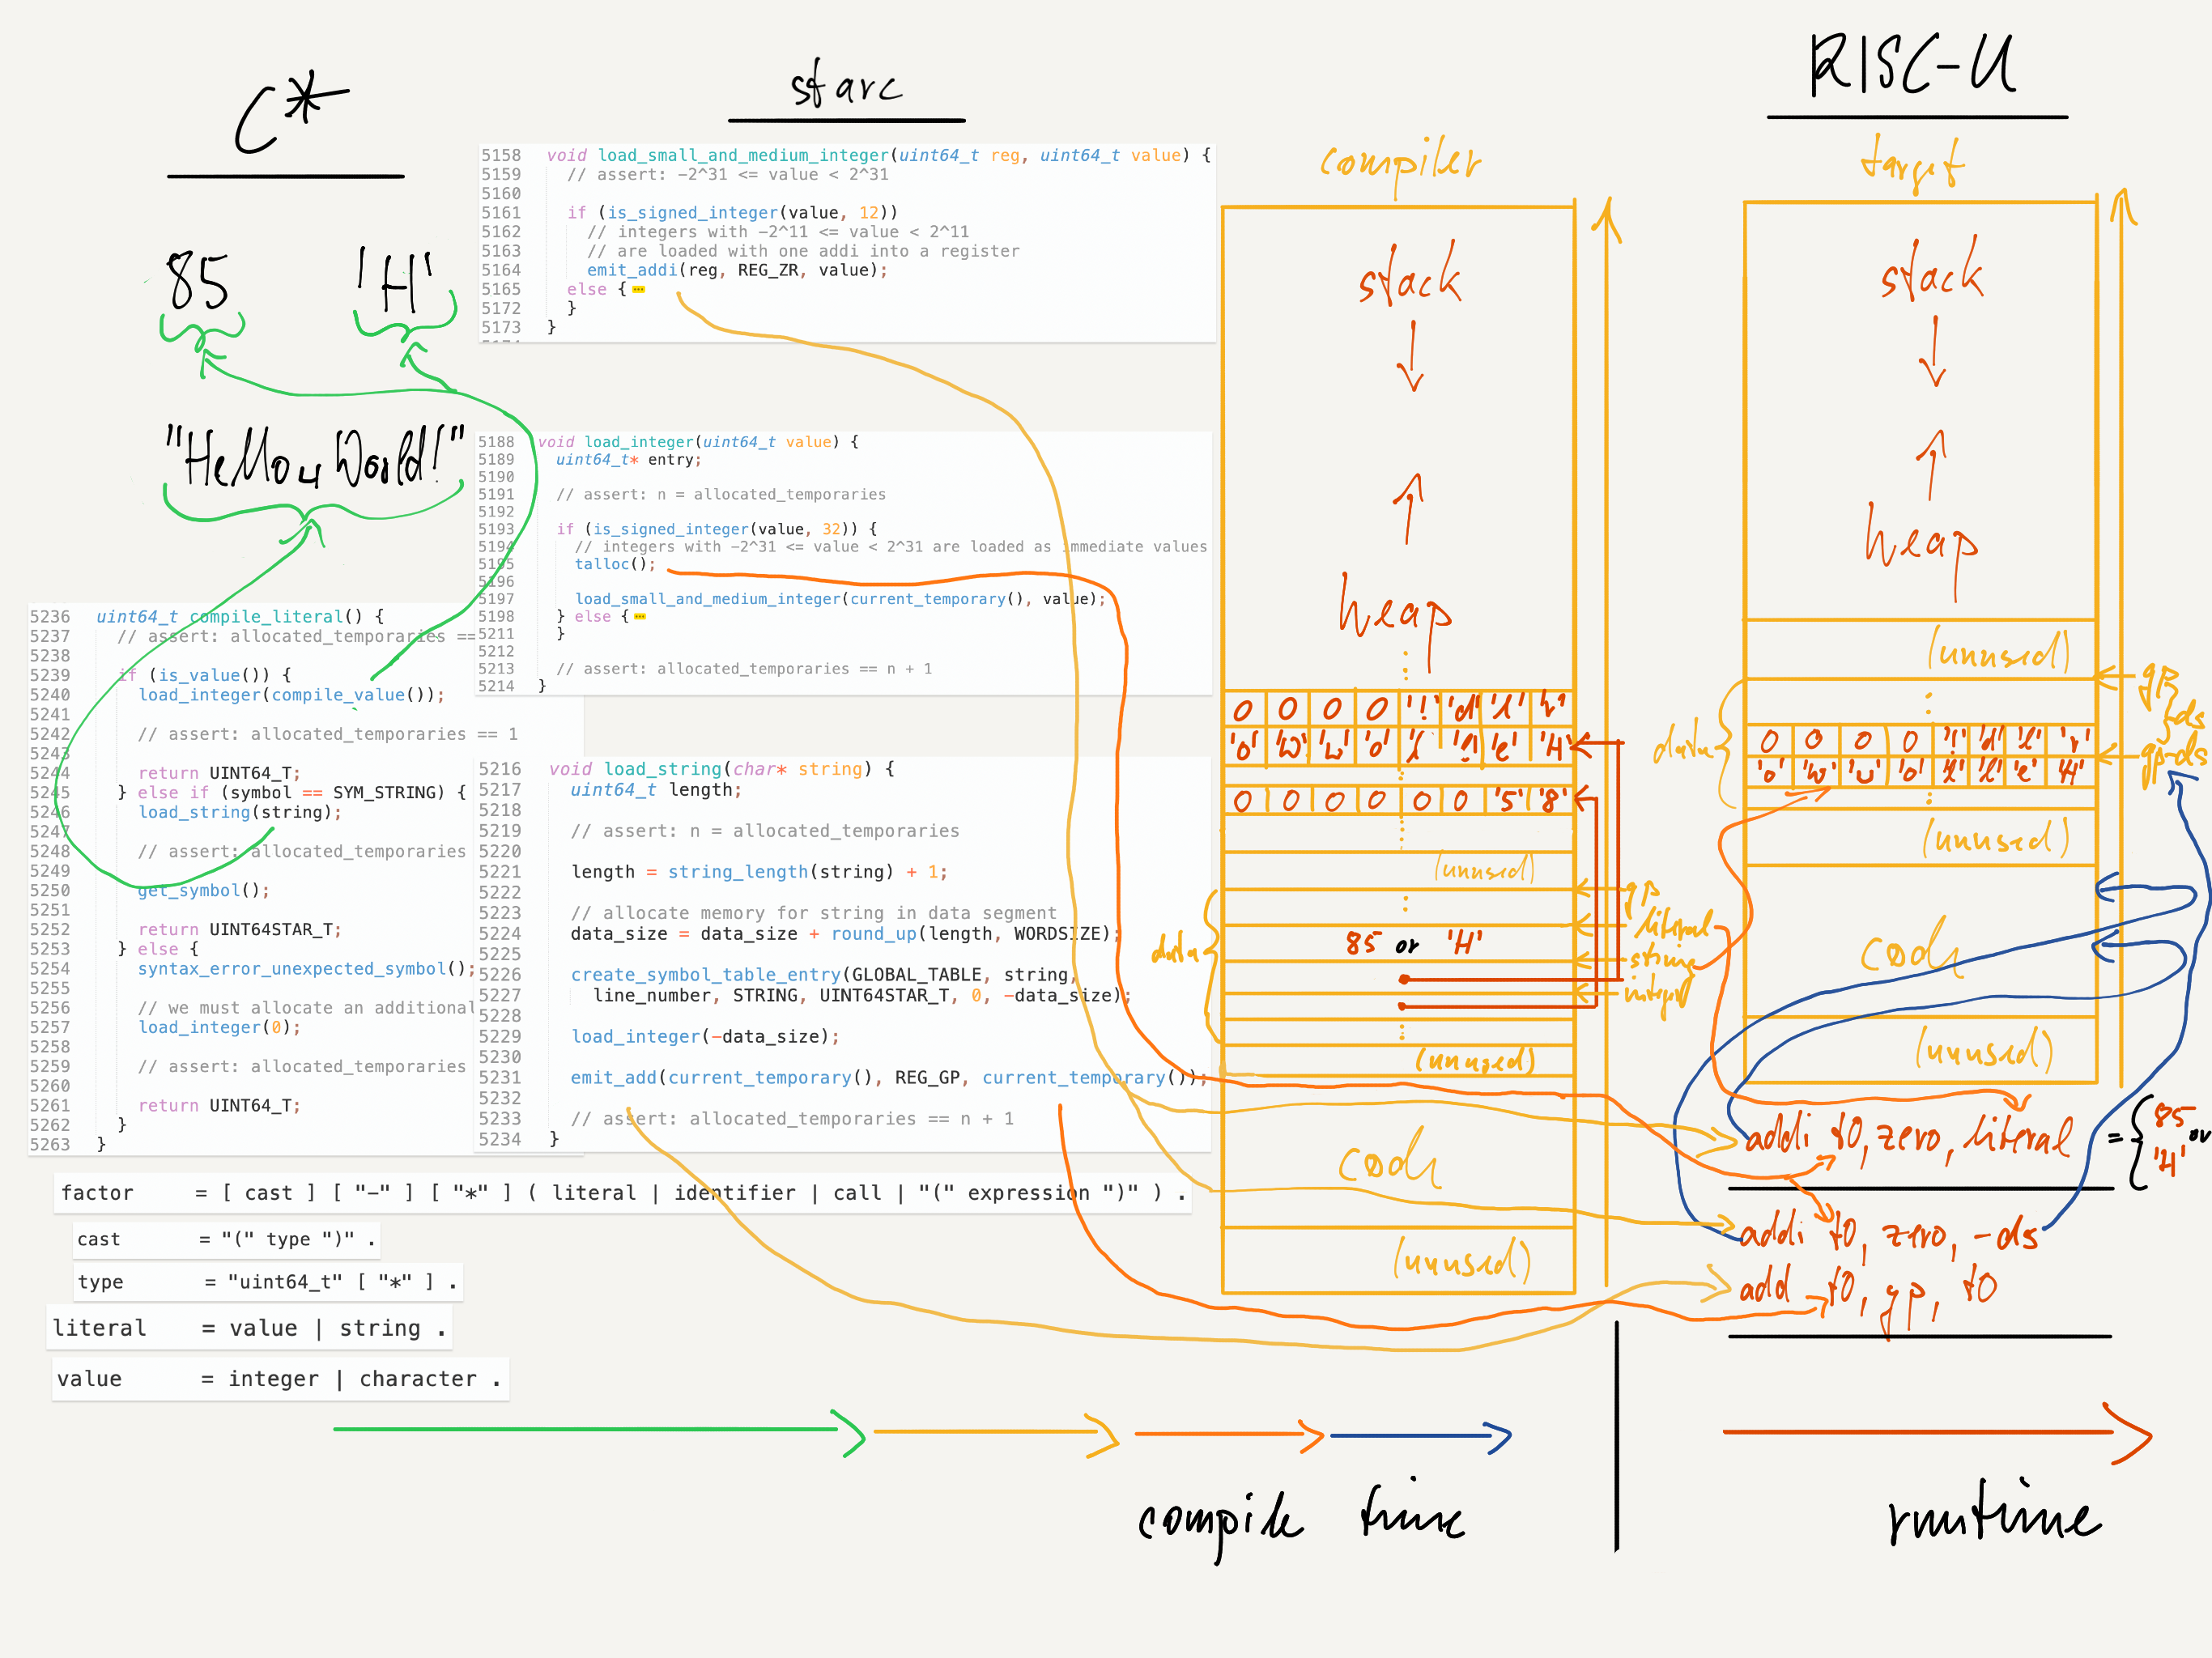 C*
starc
RISC-U
compiler
target
85
'H'
"Hello␣World!"
5158 void load_small_and_medium_integer(uint64_t reg, uint64_t value) {
5159 // assert: -2^31 <= value < 2^31
5160
5161 if (is_signed_integer(value, 12))
5162 // integers with -2^11 <= value < 2^11
5163 // are loaded with one addi into a register
5164 emit_addi(reg, REG_ZR, value);
5165 else {
5172 }
5173 }
5188 void load_integer(uint64_t value) {
5189 uint64_t* entry;
5190
5191 // assert: n = allocated_temporaries
5192
5193 if (is_signed_integer(value, 32)) {
5194 // integers with -2^31 <= value < 2^31 are loaded as immediate values
5195 talloc();
5196
5197 load_small_and_medium_integer(current_temporary(), value);
5198 } else {
5211 }
5212
5213 // assert: allocated_temporaries == n + 1
5214 }
5236 uint64_t compile_literal() {
5237 // assert: allocated_temporaries ==
5238
5239 if (is_value()) {
5240 load_integer(compile_value());
5241
5242 // assert: allocated_temporaries == 1
5243
5244 return UINT64_T;
5245 } else if (symbol == SYM_STRING) {
5246 load_string(string);
5247
5248 // assert: allocated_temporaries
5249
5250 get_symbol();
5251
5252 return UINT64STAR_T;
5253 } else {
5254 syntax_error_unexpected_symbol();
5255
5256 // we must allocate an additional
5257 load_integer(0);
5258
5259 // assert: allocated_temporaries
5260
5261 return UINT64_T;
5262 }
5263 }
5216 void load_string(char* string) {
5217 uint64_t length;
5218
5219 // assert: n = allocated_temporaries
5220
5221 length = string_length(string) + 1;
5222
5223 // allocate memory for string in data segment
5224 data_size = data_size + round_up(length, WORDSIZE);
5225
5226 create_symbol_table_entry(GLOBAL_TABLE, string,
5227 line_number, STRING, UINT64STAR_T, 0, -data_size);
5228
5229 load_integer(-data_size);
5230
5231 emit_add(current_temporary(), REG_GP, current_temporary());
5232
5233 // assert: allocated_temporaries == n + 1
5234 }
factor = [ cast ] [ "-" ] [ "*" ] ( literal | identifier | call | "(" expression ")" ) .
cast = "(" type ")" .
type = "uint64_t" [ "*" ] .
literal = value | string .
value = integer | character .
stack
heap
0 0 0 0 '!' 'd' 'l' 'r'
'o' 'W' '␣' 'o' 'l' 'l' 'e' 'H'
0 0 0 0 0 0 '5' '8'
(unused)
gp
literal
data
85 or 'H'
string
integer
(unused)
code
(unused)
stack
heap
(unused)
gp
-ds
data
0 0 0 0 '!' 'd' 'l' 'r'
gp-ds
'o' 'W' '␣' 'o' 'l' 'l' 'e' 'H'
(unused)
code
(unused)
addi t0, zero, literal = { 85 or 'H'
addi t0, zero, -ds
add t0, gp, t0
compile time
runtime